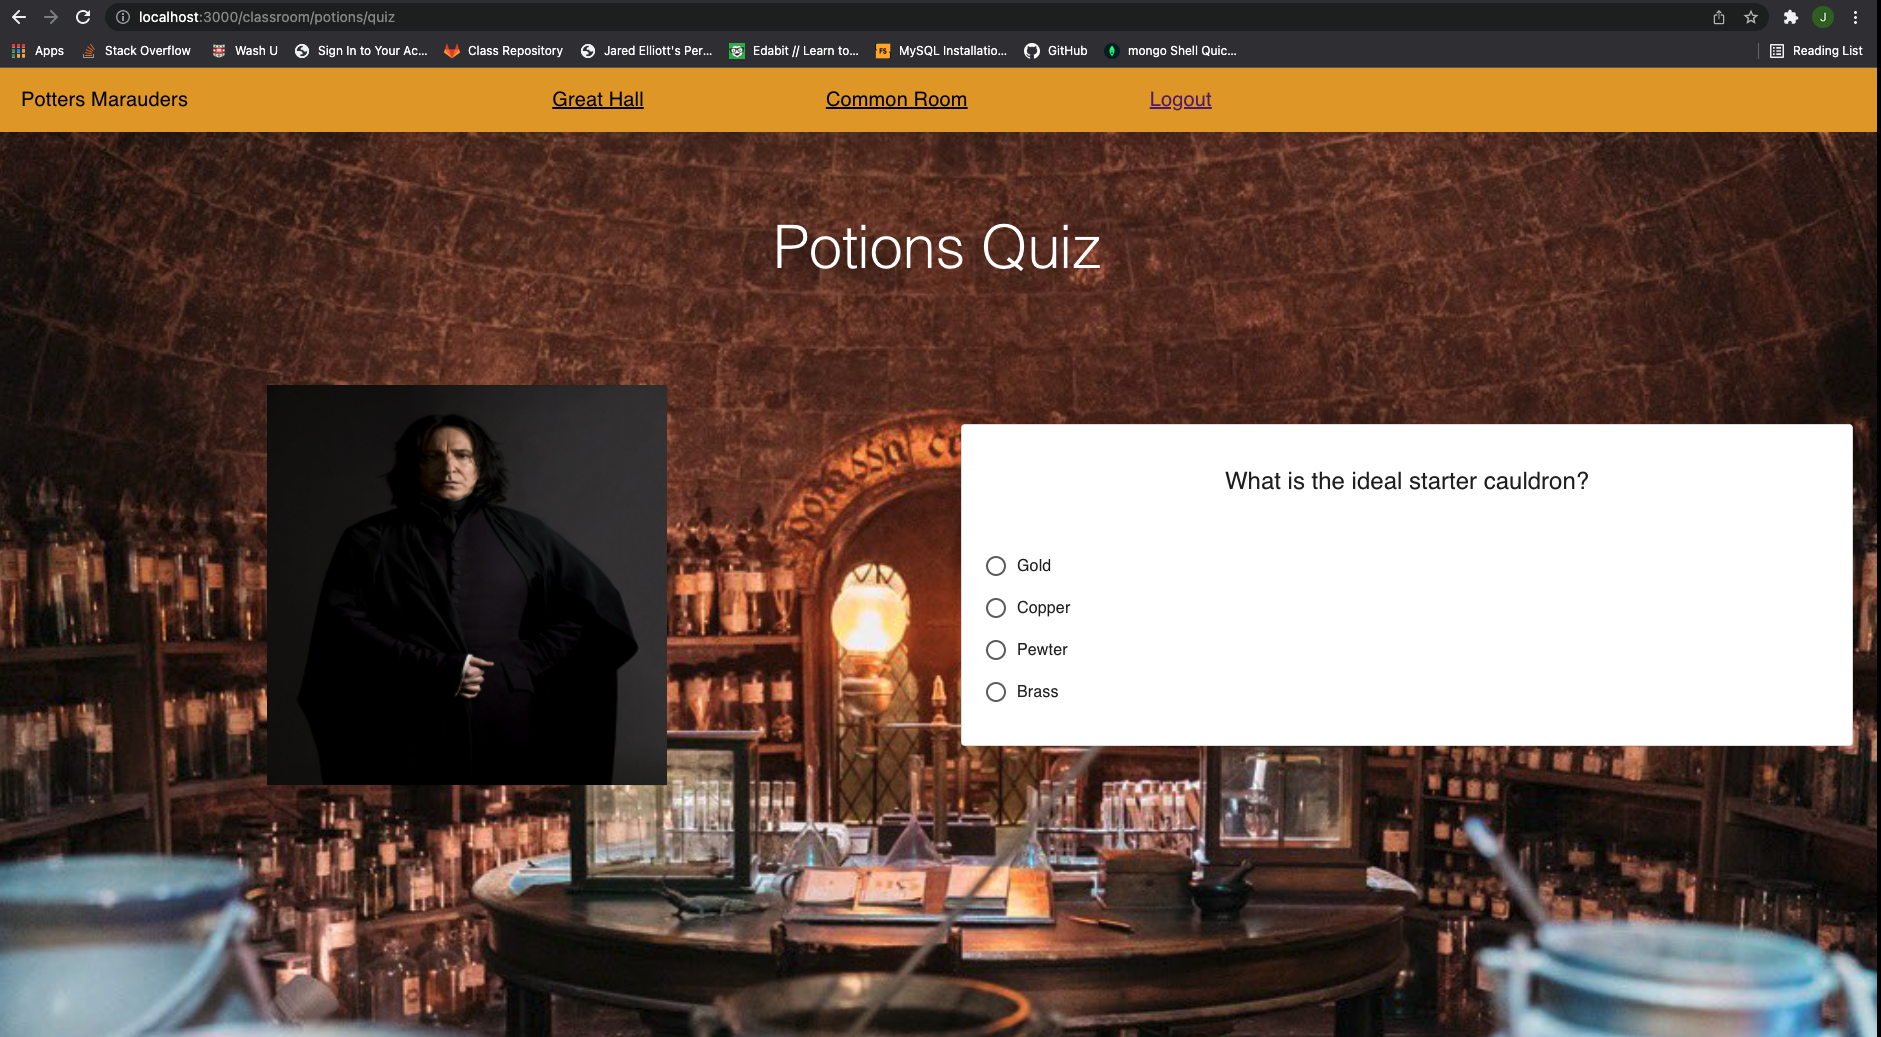 localhost:3000/classroom/potions/quiz
J
Apps Stack Overflow Wash U Sign In to Your Ac... Class Repository Jared Elliott's Per... Edabit // Learn to... FS MySQL Installatio... GitHub mongo Shell Quic... Reading List
Potters Marauders Great Hall Common Room Logout
Potions Quiz
What is the ideal starter cauldron?
Gold
Copper
Pewter
Brass